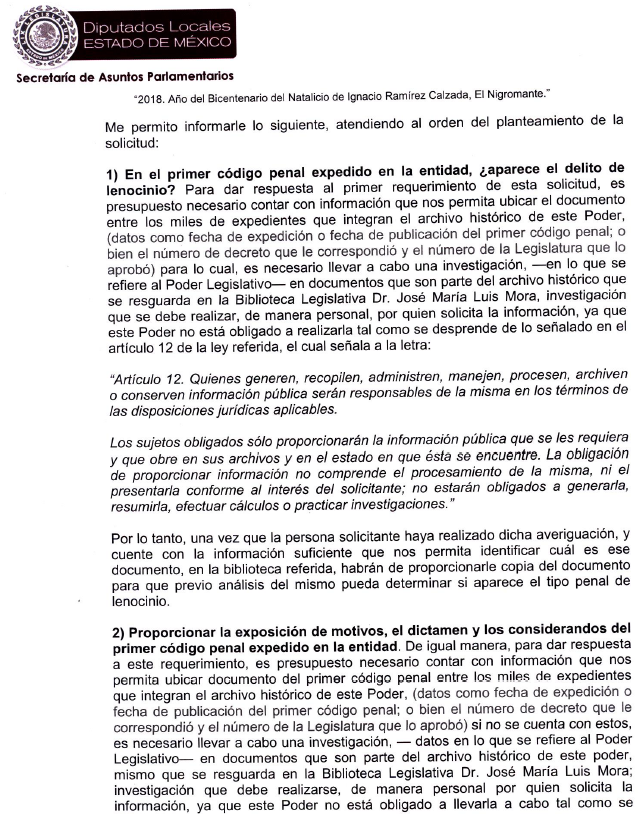 Diputados Locales
ESTADO DE MÉXICO
Secretaría de Asuntos Parlamentarios
“2018. Año del Bicentenario del Natalicio de Ignacio Ramírez Calzada, El Nigromante.”
Me permito informarle lo siguiente, atendiendo al orden del planteamiento de la
solicitud:
1) En el primer código penal expedido en la entidad, ¿aparece el delito de
lenocinio? Para dar respuesta al primer requerimiento de esta solicitud, es
presupuesto necesario contar con información que nos permita ubicar el documento
entre los miles de expedientes que integran el archivo histórico de este Poder,
(datos como fecha de expedición o fecha de publicación del primer código penal; o
bien el número de decreto que le correspondió y el número de la Legislatura que lo
aprobó) para lo cual, es necesario llevar a cabo una investigación, —en lo que se
refiere al Poder Legislativo— en documentos que son parte del archivo histórico que
se resguarda en la Biblioteca Legislativa Dr. José María Luis Mora, investigación
que se debe realizar, de manera personal, por quien solicita la información, ya que
este Poder no está obligado a realizarla tal como se desprende de lo señalado en el
artículo 12 de la ley referida, el cual señala a la letra:
“Artículo 12. Quienes generen, recopilen, administren, manejen, procesen, archiven
o conserven información pública serán responsables de la misma en los términos de
las disposiciones jurídicas aplicables.
Los sujetos obligados sólo proporcionarán la información pública que se les requiera
y que obre en sus archivos y en el estado en que ésta se encuentre. La obligación
de proporcionar información no comprende el procesamiento de la misma, ni el
presentarla conforme al interés del solicitante; no estarán obligados a generarla,
resumirla, efectuar cálculos o practicar investigaciones.”
Por lo tanto, una vez que la persona solicitante haya realizado dicha averiguación, y
cuente con la información suficiente que nos permita identificar cuál es ese
documento, en la biblioteca referida, habrán de proporcionarle copia del documento
para que previo análisis del mismo pueda determinar si aparece el tipo penal de
lenocinio.
2) Proporcionar la exposición de motivos, el dictamen y los considerandos del
primer código penal expedido en la entidad. De igual manera, para dar respuesta
a este requerimiento, es presupuesto necesario contar con información que nos
permita ubicar documento del primer código penal entre los miles de expedientes
que integran el archivo histórico de este Poder, (datos como fecha de expedición o
fecha de publicación del primer código penal; o bien el número de decreto que le
correspondió y el número de la Legislatura que lo aprobó) si no se cuenta con estos,
es necesario llevar a cabo una investigación, — datos en lo que se refiere al Poder
Legislativo— en documentos que son parte del archivo histórico de este poder,
mismo que se resguarda en la Biblioteca Legislativa Dr. José María Luis Mora;
investigación que debe realizarse, de manera personal por quien solicita la
información, ya que este Poder no está obligado a llevarla a cabo tal como se